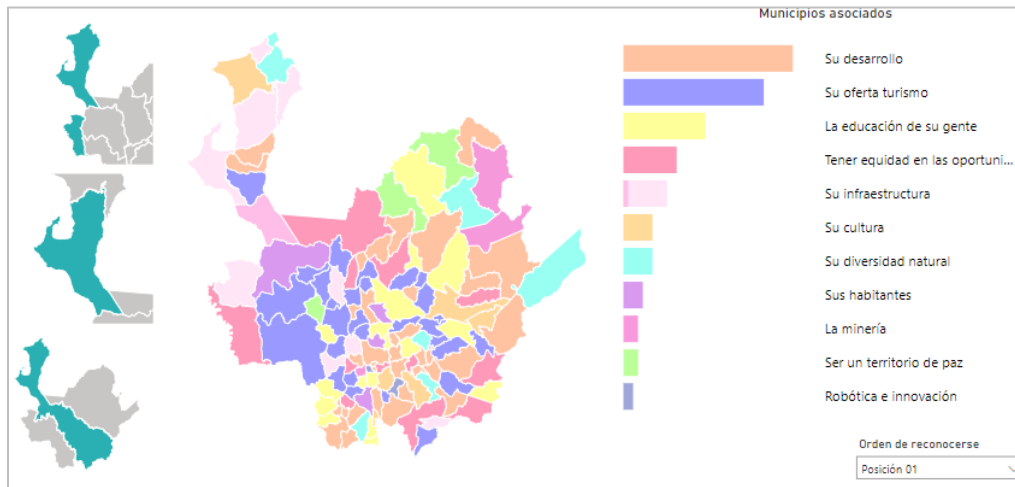 Municipios asociados
Su desarrollo
Su oferta turismo
La educación de su gente
Tener equidad en las oportuni...
Su infraestructura
Su cultura
Su diversidad natural
Sus habitantes
La minería
Ser un territorio de paz
Robótica e innovación
Orden de reconocerse
Posición 01